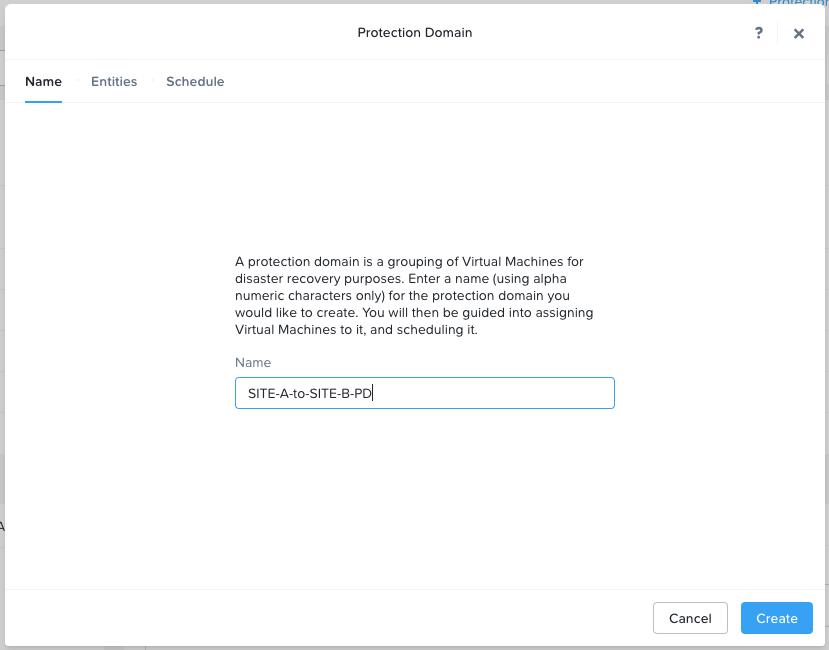 + Protection
Protection Domain
?
×
Name
Entities
Schedule
A protection domain is a grouping of Virtual Machines for
disaster recovery purposes. Enter a name (using alpha
numeric characters only) for the protection domain you
would like to create. You will then be guided into assigning
Virtual Machines to it, and scheduling it.
Name
SITE-A-to-SITE-B-PD
A
Cancel
Create